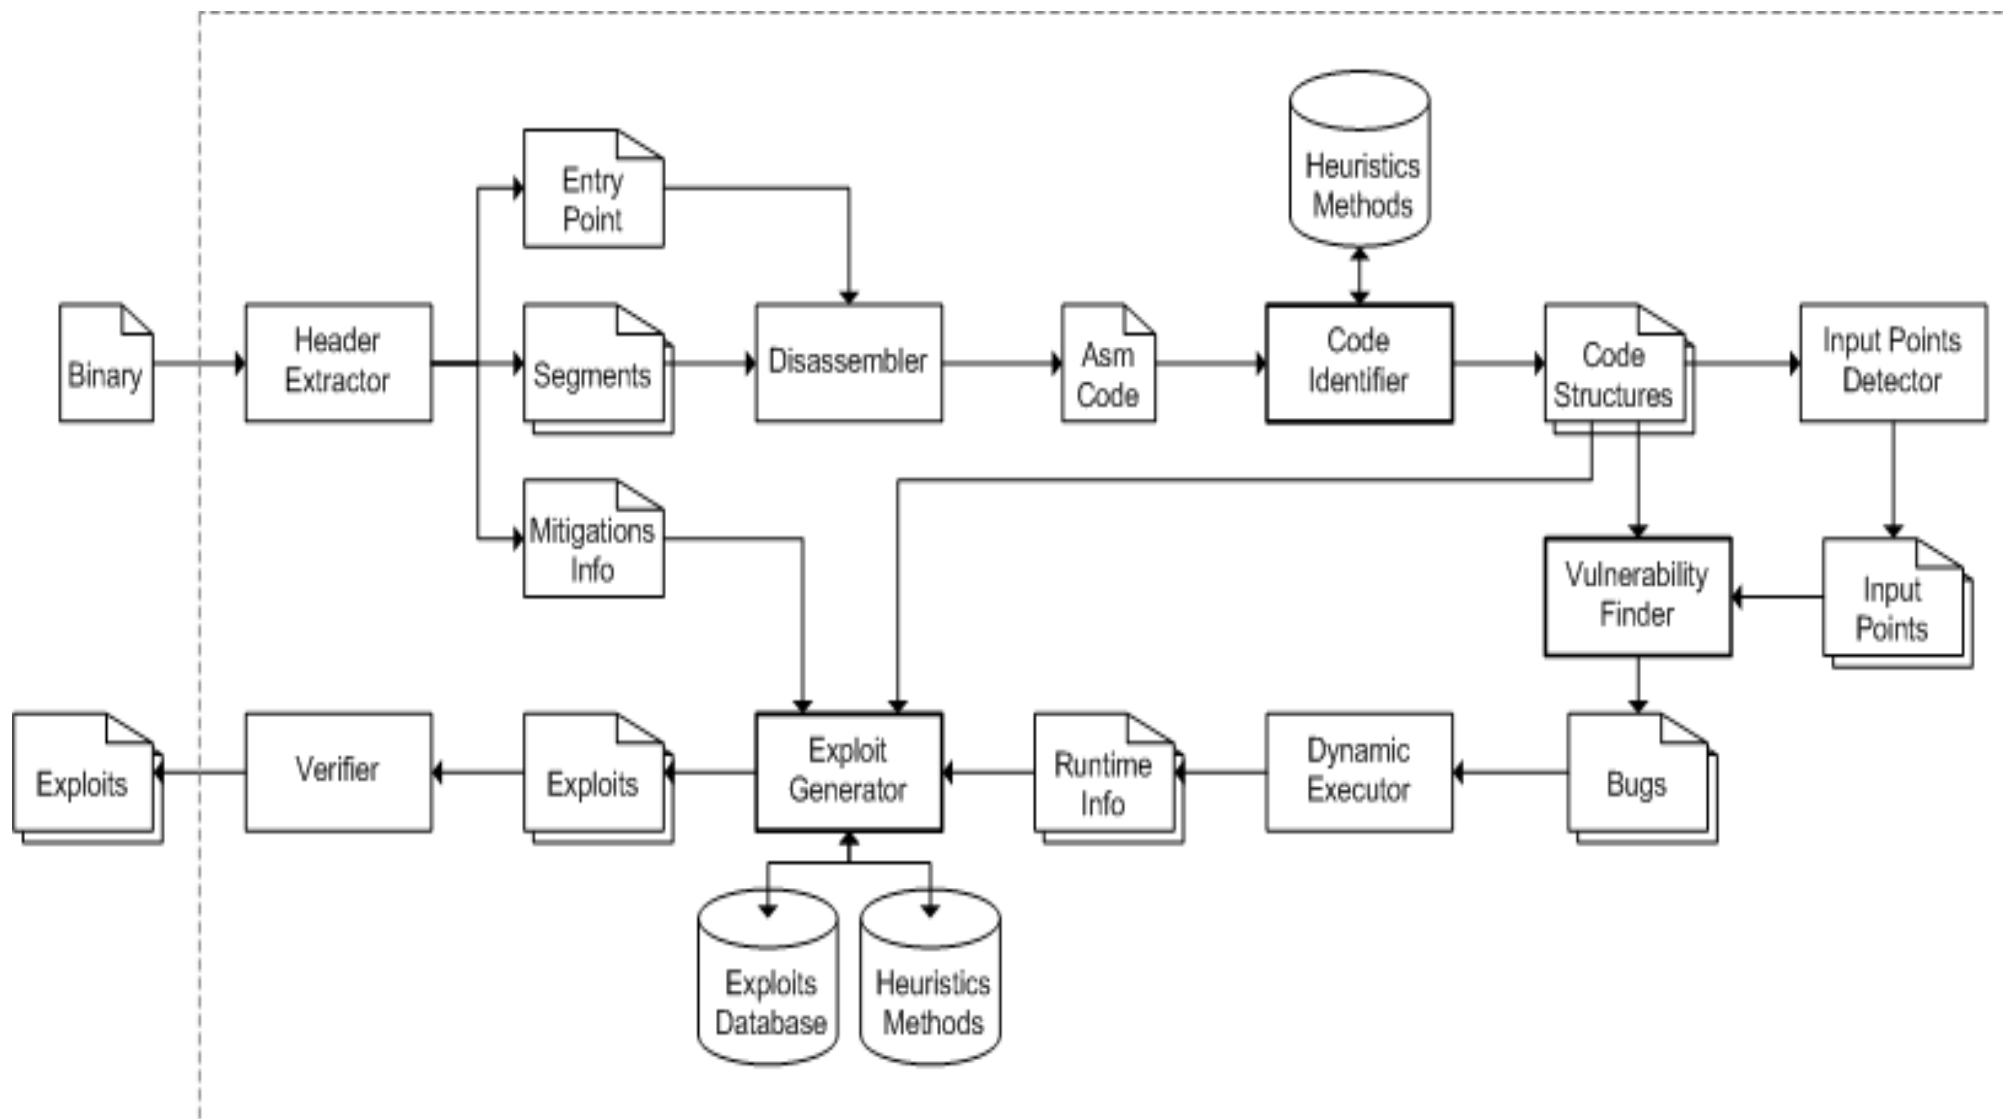 Heuristics
Methods
Entry
Point
Binary
Header
Extractor
Segments
Disassembler
Asm
Code
Code
Identifier
Code
Structures
Input Points
Detector
Mitigations
Info
Vulnerability
Finder
Input
Points
Exploits
Verifier
Exploits
Exploit
Generator
Runtime
Info
Dynamic
Executor
Bugs
Exploits
Database
Heuristics
Methods